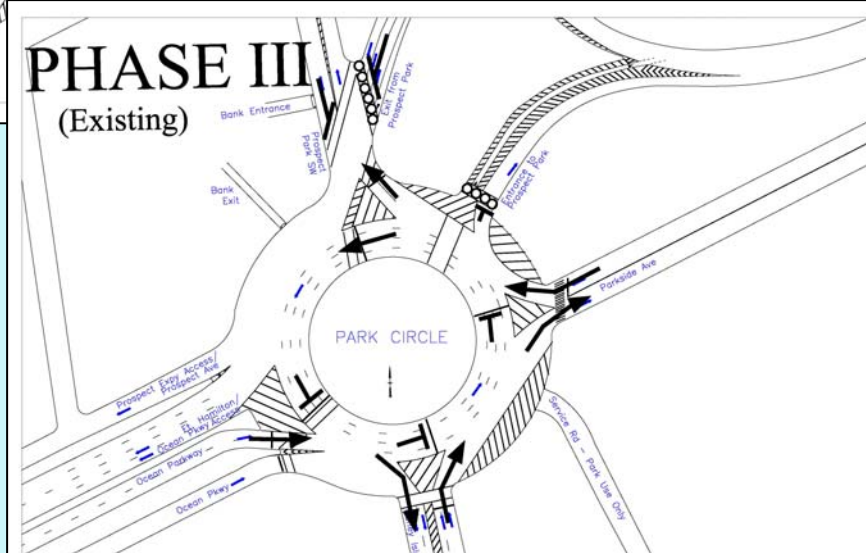 PHASE III
(Existing)
Bank Entrance
Prospect
Park SW
Exit from
Prospect Park
Bank
Exit
Entrance to
Prospect Park
Parkside Ave
PARK CIRCLE
Prospect Expy Access/
Prospect Ave
Ft. Hamilton/
Ocean Pkwy Access
Ocean Parkway
Ocean Pkwy
Service Rd - Park Use Only